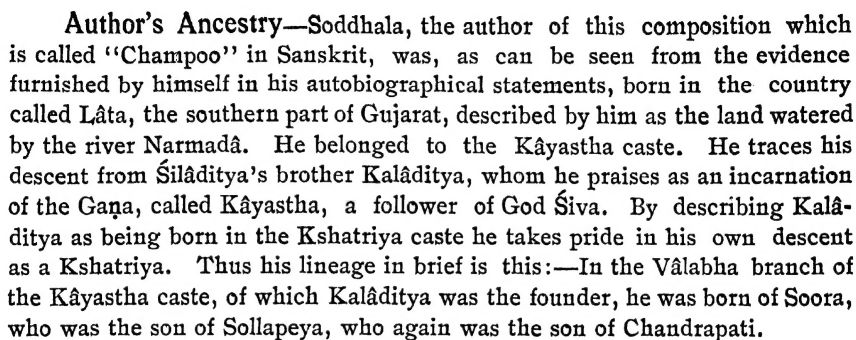 Author's Ancestry—Soddhala, the author of this composition which
is called "Champoo" in Sanskrit, was, as can be seen from the evidence
furnished by himself in his autobiographical statements, born in the country
called Lâta, the southern part of Gujarat, described by him as the land watered
by the river Narmadâ. He belonged to the Kâyastha caste. He traces his
descent from Śilâditya's brother Kalâditya, whom he praises as an incarnation
of the Gaṇa, called Kâyastha, a follower of God Śiva. By describing Kalâ-
ditya as being born in the Kshatriya caste he takes pride in his own descent
as a Kshatriya. Thus his lineage in brief is this:—In the Vâlabha branch of
the Kâyastha caste, of which Kalâditya was the founder, he was born of Soora,
who was the son of Sollapeya, who again was the son of Chandrapati.